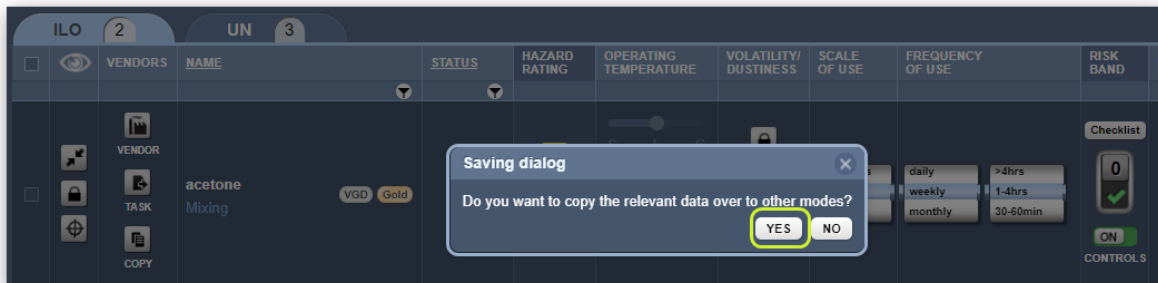 ILO 2 UN 3
VENDORS NAME STATUS HAZARD RATING OPERATING TEMPERATURE VOLATILITY/ DUSTINESS SCALE OF USE FREQUENCY OF USE RISK BAND
VENDOR
TASK
COPY
acetone
Mixing
VGD Gold
Saving dialog
Do you want to copy the relevant data over to other modes?
YES NO
daily >4hrs
weekly 1-4hrs
monthly 30-60min
Checklist
0
ON
CONTROLS